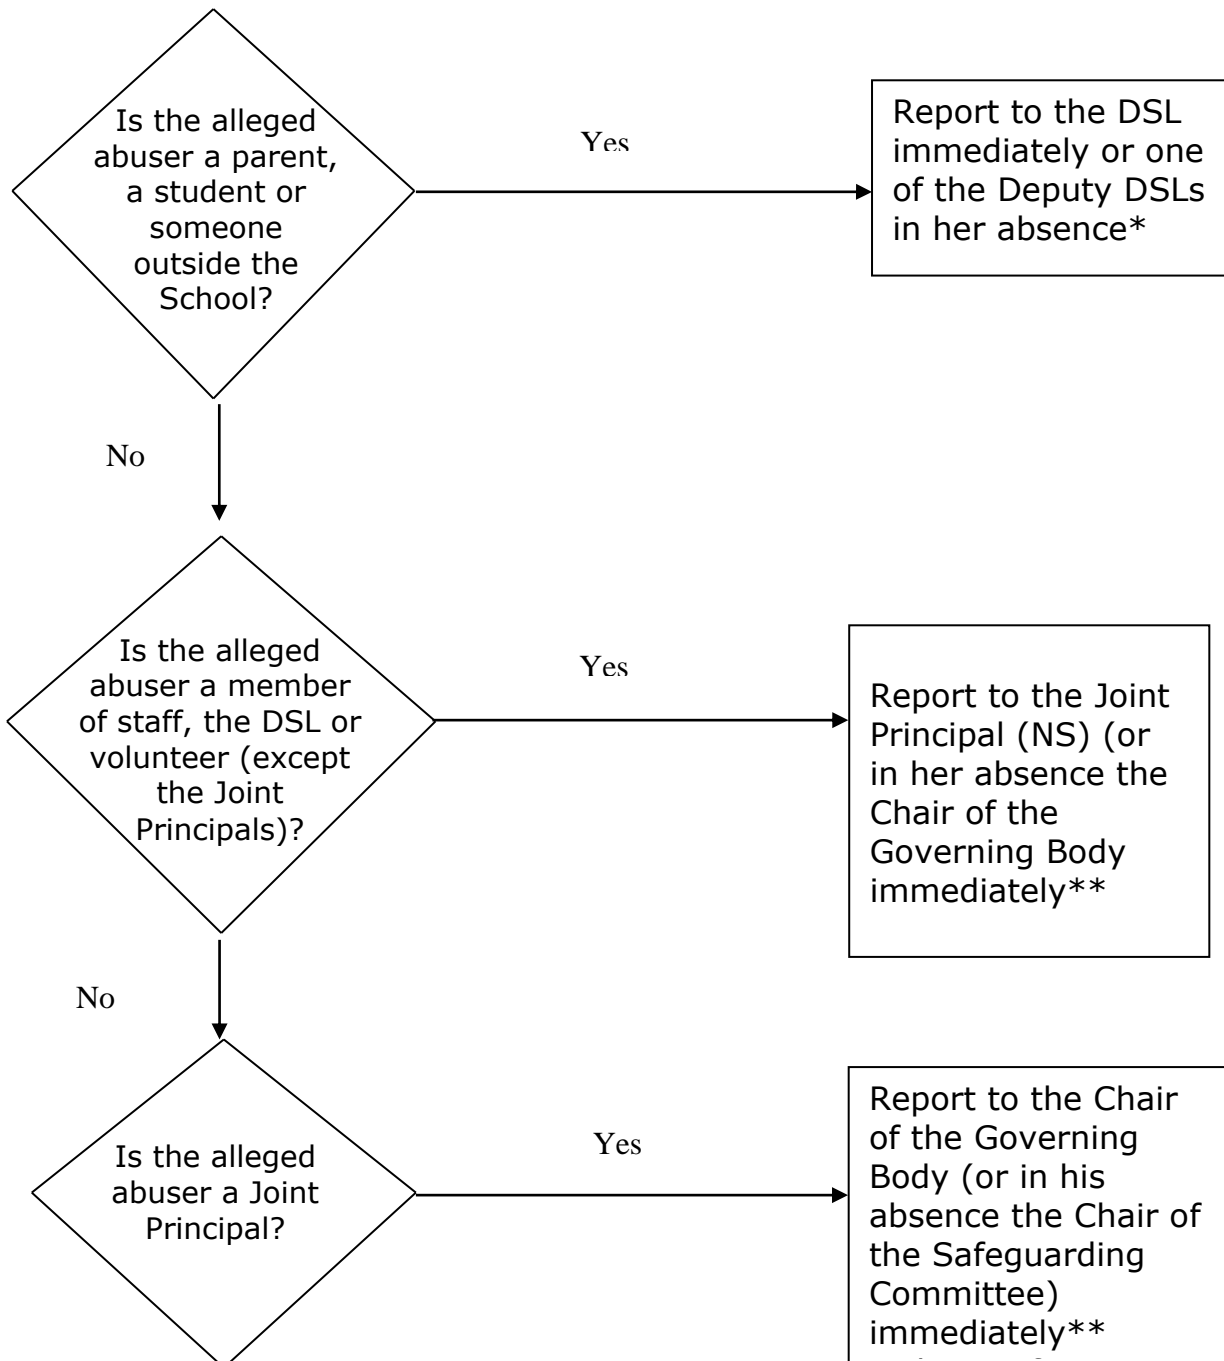 Is the alleged
abuser a parent,
a student or
someone
outside the
School?
Yes
Report to the DSL
immediately or one
of the Deputy DSLs
in her absence*
No
Is the alleged
abuser a member
of staff, the DSL or
volunteer (except
the Joint
Principals)?
Yes
Report to the Joint
Principal (NS) (or
in her absence the
Chair of the
Governing Body
immediately**
No
Is the alleged
abuser a Joint
Principal?
Yes
Report to the Chair
of the Governing
Body (or in his
absence the Chair of
the Safeguarding
Committee)
immediately**